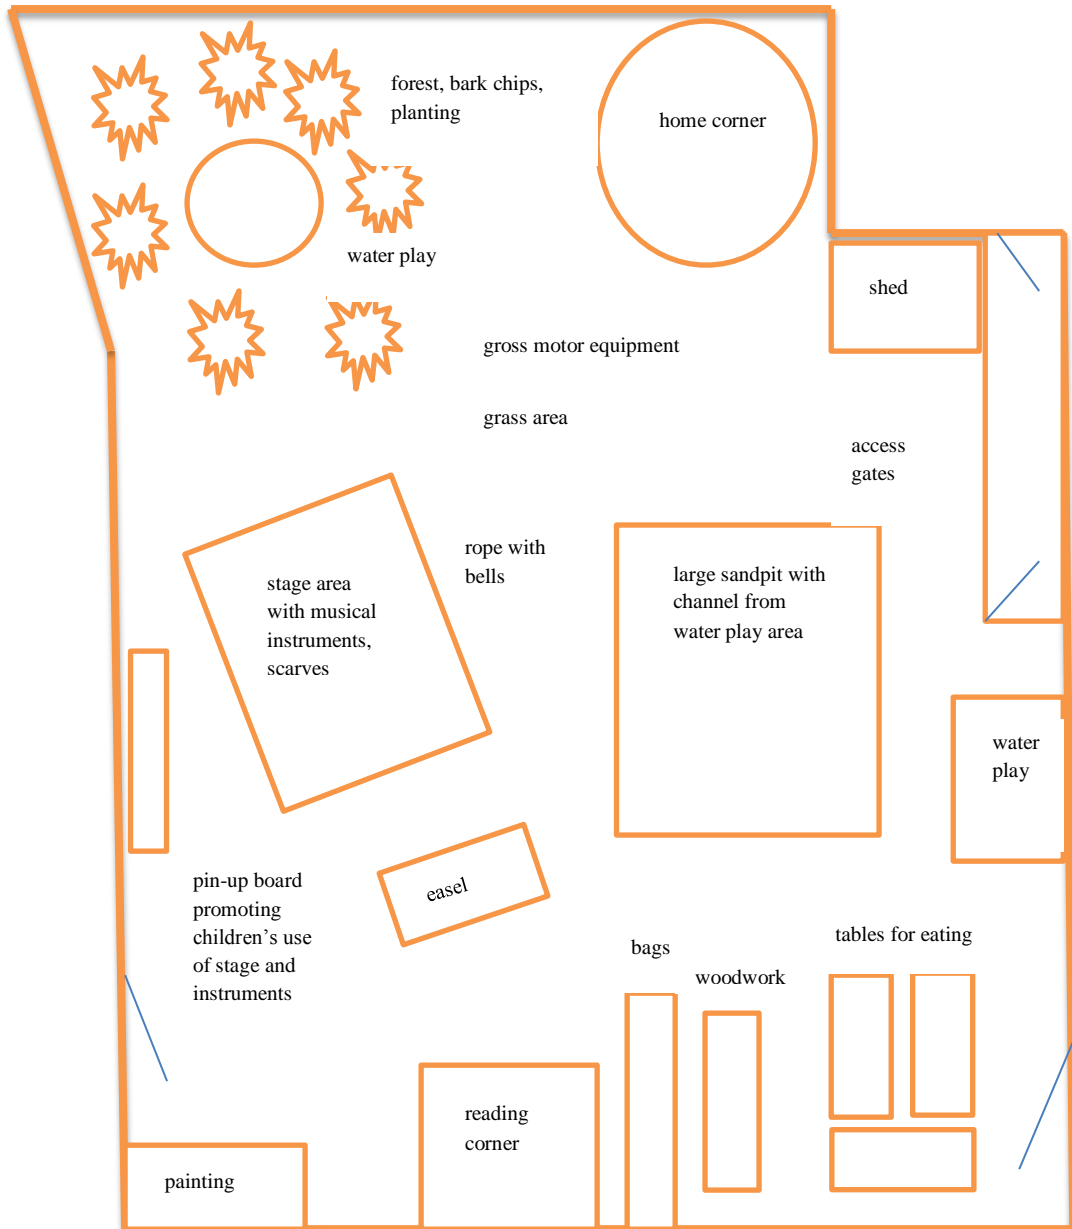 forest, bark chips,
planting
home corner
water play
shed
gross motor equipment
grass area
access
gates
rope with
bells
stage area
with musical
instruments,
scarves
large sandpit with
channel from
water play area
water
play
pin-up board
promoting
children’s use
of stage and
instruments
easel
bags
tables for eating
woodwork
reading
corner
painting